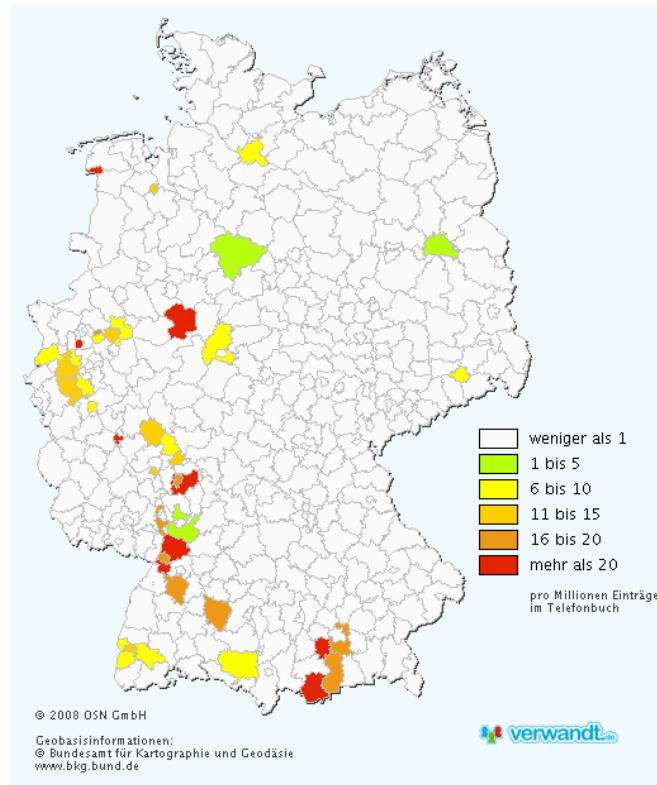 weniger als 1
1 bis 5
6 bis 10
11 bis 15
16 bis 20
mehr als 20
pro Millionen Einträge
im Telefonbuch
© 2008 OSN GmbH
Geobasisinformationen:
© Bundesamt für Kartographie und Geodäsie
www.bkg.bund.de
verwandt.de